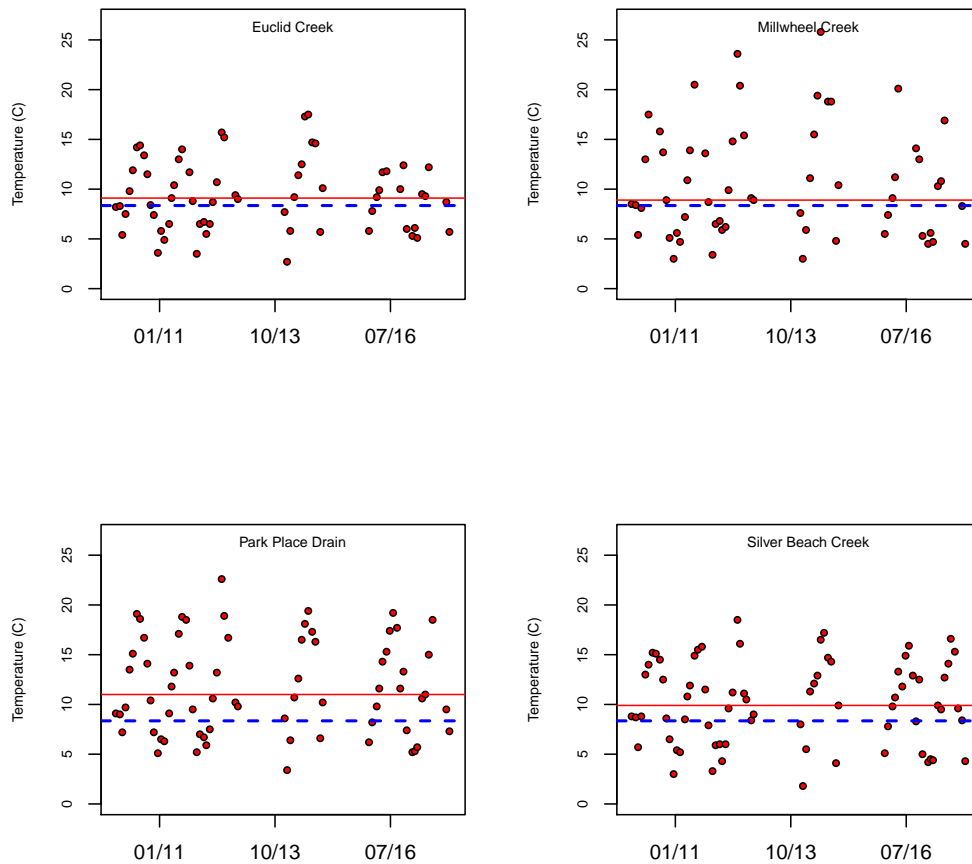 Euclid Creek
Temperature (C)
25
20
15
10
5
0
01/11 10/13 07/16
Millwheel Creek
Temperature (C)
25
20
15
10
5
0
01/11 10/13 07/16
Park Place Drain
Temperature (C)
25
20
15
10
5
0
01/11 10/13 07/16
Silver Beach Creek
Temperature (C)
25
20
15
10
5
0
01/11 10/13 07/16